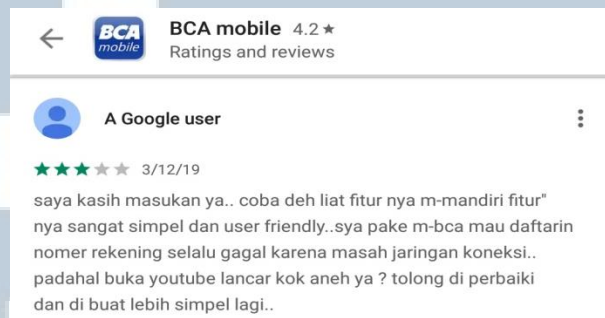 BCA mobile 4.2 ★
BCA
mobile
Ratings and reviews
A Google user
★★★★★ 3/12/19
saya kasih masukan ya.. coba deh liat fitur nya m-mandiri fitur"
nya sangat simpel dan user friendly..sya pake m-bca mau daftarin
nomer rekening selalu gagal karena masah jaringan koneksi..
padahal buka youtube lancar kok aneh ya ? tolong di perbaiki
dan di buat lebih simpel lagi..